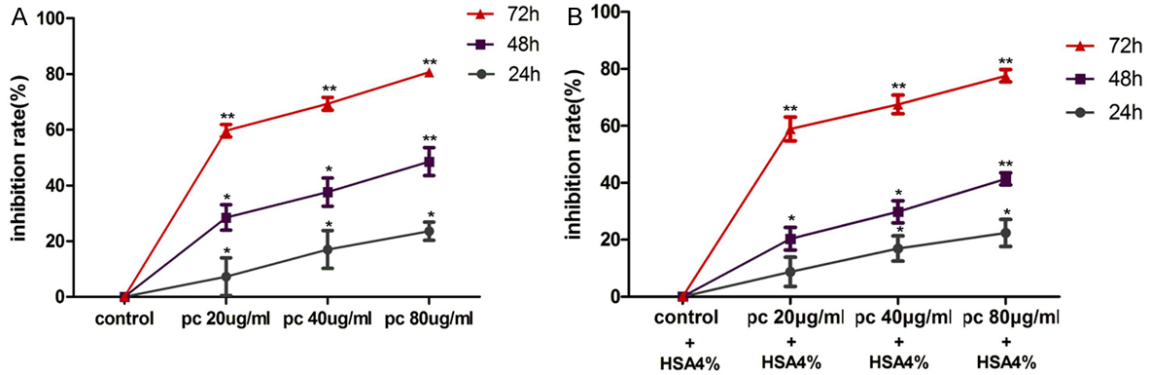 A
inhibition rate(%)
100
80
60
40
20
0
**
**
**
*
*
**
*
*
*
control pc 20ug/ml pc 40ug/ml pc 80ug/ml
72h
48h
24h
B
inhibition rate(%)
100
80
60
40
20
0
**
**
**
*
*
**
*
*
control pc 20µg/ml pc 40µg/ml pc 80µg/ml
+ + + +
HSA4% HSA4% HSA4% HSA4%
72h
48h
24h